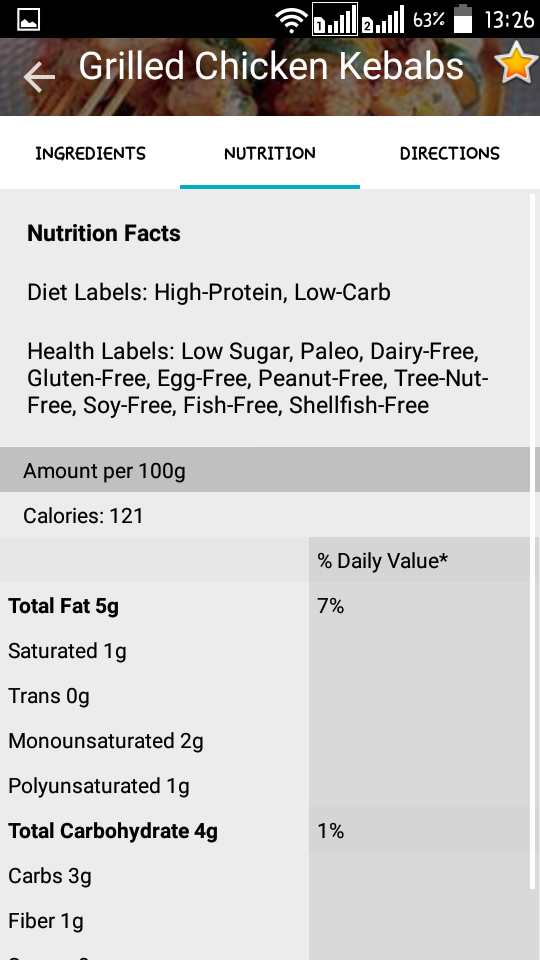 1 2 63% 13:26
Grilled Chicken Kebabs
INGREDIENTS NUTRITION DIRECTIONS
Nutrition Facts
Diet Labels: High-Protein, Low-Carb
Health Labels: Low Sugar, Paleo, Dairy-Free,
Gluten-Free, Egg-Free, Peanut-Free, Tree-Nut-
Free, Soy-Free, Fish-Free, Shellfish-Free
Amount per 100g
Calories: 121
% Daily Value*
Total Fat 5g 7%
Saturated 1g
Trans 0g
Monounsaturated 2g
Polyunsaturated 1g
Total Carbohydrate 4g 1%
Carbs 3g
Fiber 1g